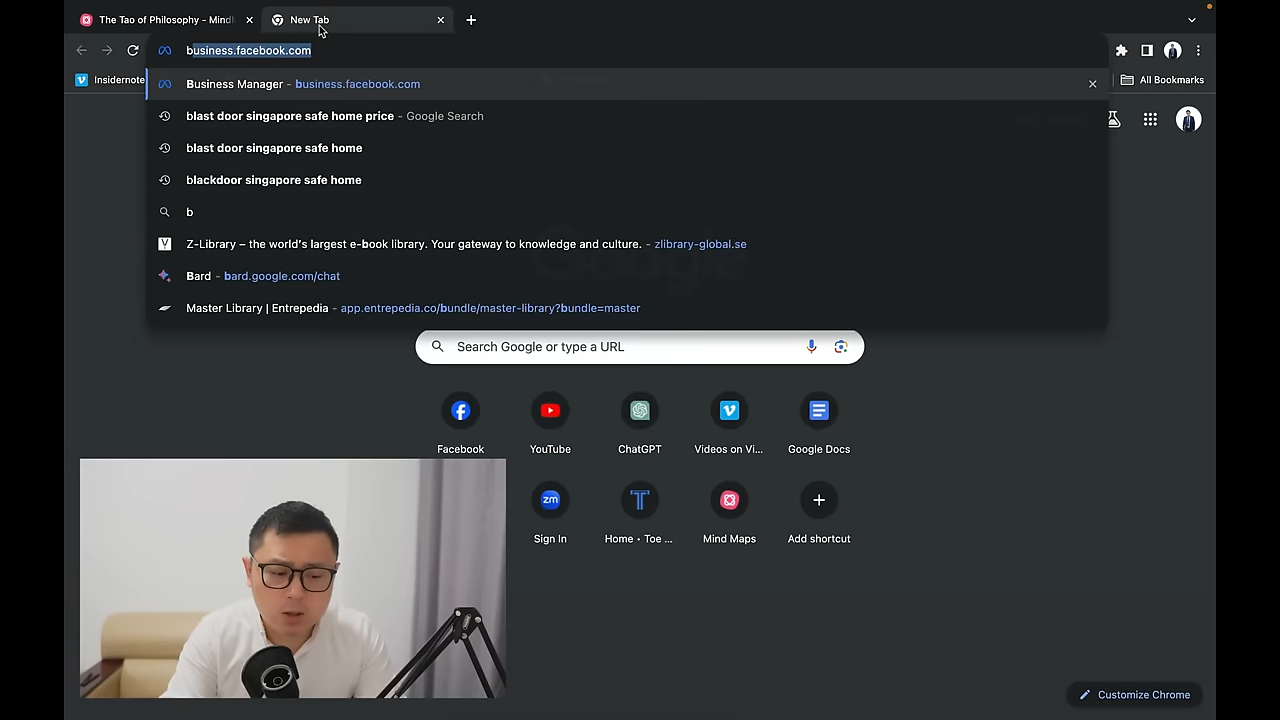 The Tao of Philosophy - Mindl
New Tab
business.facebook.com
Insidernote
All Bookmarks
Business Manager - business.facebook.com
blast door singapore safe home price - Google Search
blast door singapore safe home
blackdoor singapore safe home
b
Z-Library – the world's largest e-book library. Your gateway to knowledge and culture. - zlibrary-global.se
Bard - bard.google.com/chat
Master Library | Entrepedia - app.entrepedia.co/bundle/master-library?bundle=master
Google
Search Google or type a URL
Facebook
YouTube
ChatGPT
Videos on Vi...
Google Docs
zm
Sign In
Home • Toe ...
Mind Maps
Add shortcut
Customize Chrome